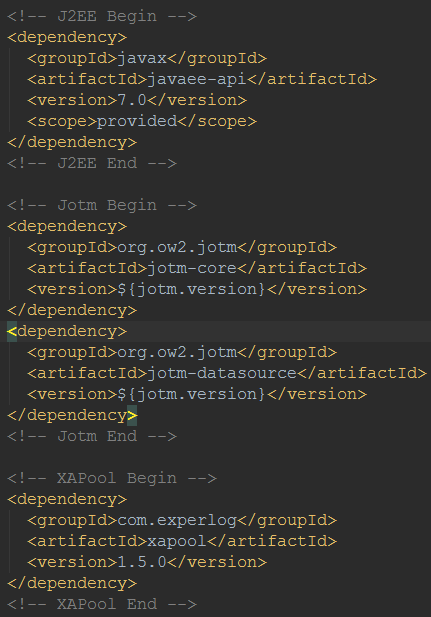 <!-- J2EE Begin -->
<dependency>
<groupId>javax</groupId>
<artifactId>javaee-api</artifactId>
<version>7.0</version>
<scope>provided</scope>
</dependency>
<!-- J2EE End -->
<!-- Jotm Begin -->
<dependency>
<groupId>org.ow2.jotm</groupId>
<artifactId>jotm-core</artifactId>
<version>${jotm.version}</version>
</dependency>
<dependency>
<groupId>org.ow2.jotm</groupId>
<artifactId>jotm-datasource</artifactId>
<version>${jotm.version}</version>
</dependency>
<!-- Jotm End -->
<!-- XAPool Begin -->
<dependency>
<groupId>com.experlog</groupId>
<artifactId>xapool</artifactId>
<version>1.5.0</version>
</dependency>
<!-- XAPool End -->